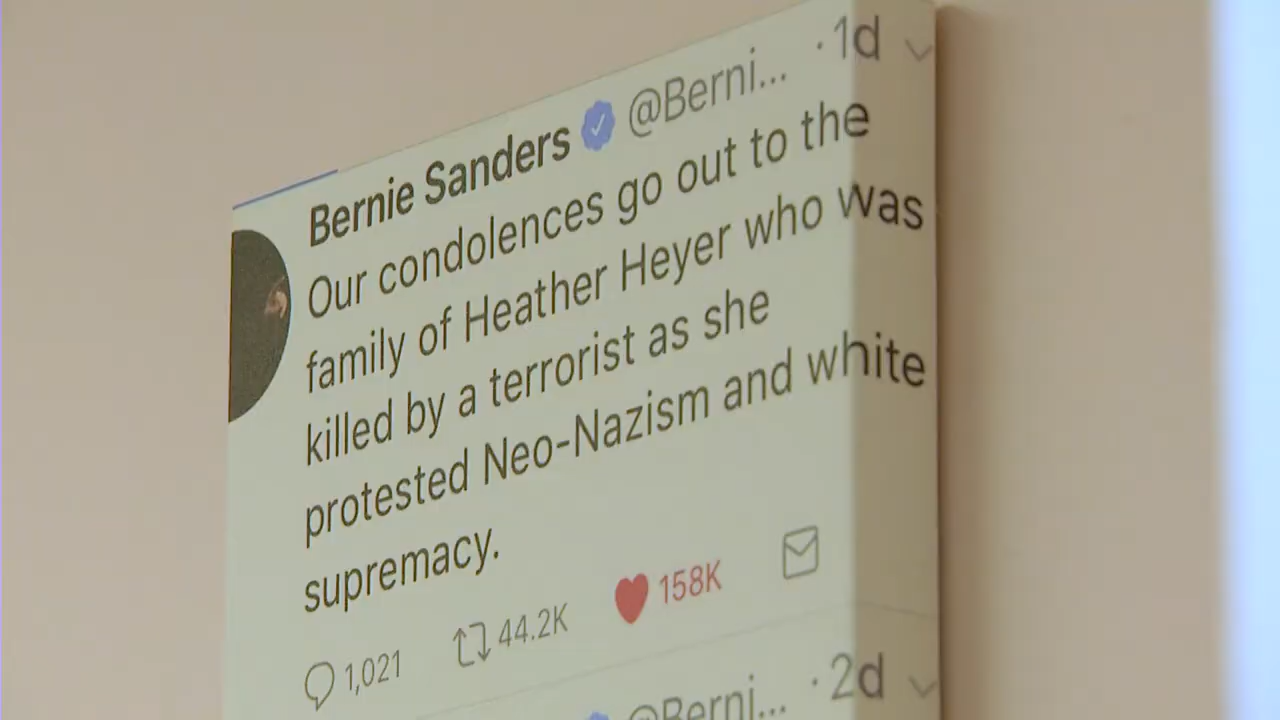 Bernie Sanders @Berni... · 1d
Our condolences go out to the
family of Heather Heyer who was
killed by a terrorist as she
protested Neo-Nazism and white
supremacy.
1,021 44.2K 158K
@Berni... · 2d